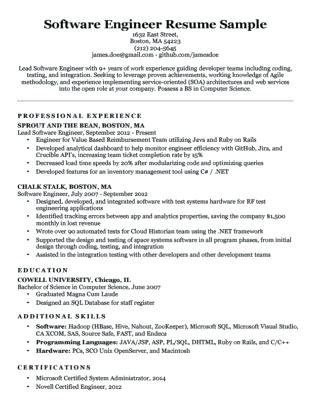 Software Engineer Resume Sample
1632 East Street,
Boston, MA 54223
(212) 204-5645
james.doe@gmail.com - github.com/jamesdoe
Lead Software Engineer with 9+ years of work experience guiding developer teams including coding,
testing, and integration. Seeking to leverage proven achievements, working knowledge of Agile
methodology, and experience implementing service-oriented (SOA) architectures and web services
into the open role at your company. Possess a BS in Computer Science.
PROFESSIONAL EXPERIENCE
SPROUT AND THE BEAN, BOSTON, MA
Lead Software Engineer, September 2012 - Present
• Engineer for Value Based Reimbursement Team utilizing Java and Ruby on Rails
• Developed analytical dashboard to help monitor engineer efficiency with GitHub, Jira, and
Crucible API's, increasing team ticket completion rate by 15%
• Decreased load time speeds by 20% after modularizing code and optimizing queries
• Developed features for an inventory management tool using C# / .NET
CHALK STALK, BOSTON, MA
Software Engineer, July 2007 - September 2012
• Designed, developed, and integrated software with test systems hardware for RF test
engineering applications
• Identified tracking errors between app and analytics properties, saving the company $1,500
monthly in lost revenue
• Wrote over 90 automated tests for Cloud Historian team using the .NET framework
• Supported the design and testing of space systems software in all program phases, from initial
design through coding, testing, and integration
• Assisted in the integration testing with other developers and other development teams
EDUCATION
COWELL UNIVERSITY, Chicago, IL
Bachelor of Science in Computer Science, June 2007
• Graduated Magna Cum Laude
• Designed an SQL Database for staff register
ADDITIONAL SKILLS
• Software: Hadoop (HBase, Hive, Nahout, ZooKeeper), Microsoft SQL, Microsoft Visual Studio,
CA XCOM, SAS, Source Safe, FAST, and Endeca
• Programming Languages: JAVA/JSP, ASP, PL/SQL, DHTML, Ruby on Rails, and C/C++
• Hardware: PCs, SCO Unix OpenServer, and Macintosh
CERTIFICATIONS
• Microsoft Certified System Administrator, 2014
• Novell Certified Engineer, 2012